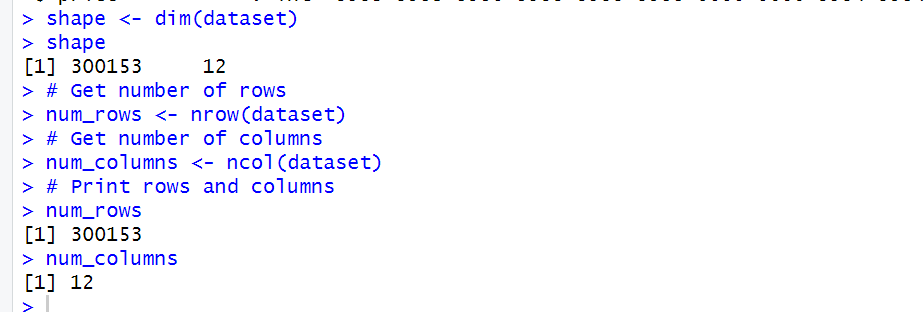 > shape <- dim(dataset)
> shape
[1] 300153     12
> # Get number of rows
> num_rows <- nrow(dataset)
> # Get number of columns
> num_columns <- ncol(dataset)
> # Print rows and columns
> num_rows
[1] 300153
> num_columns
[1] 12
>